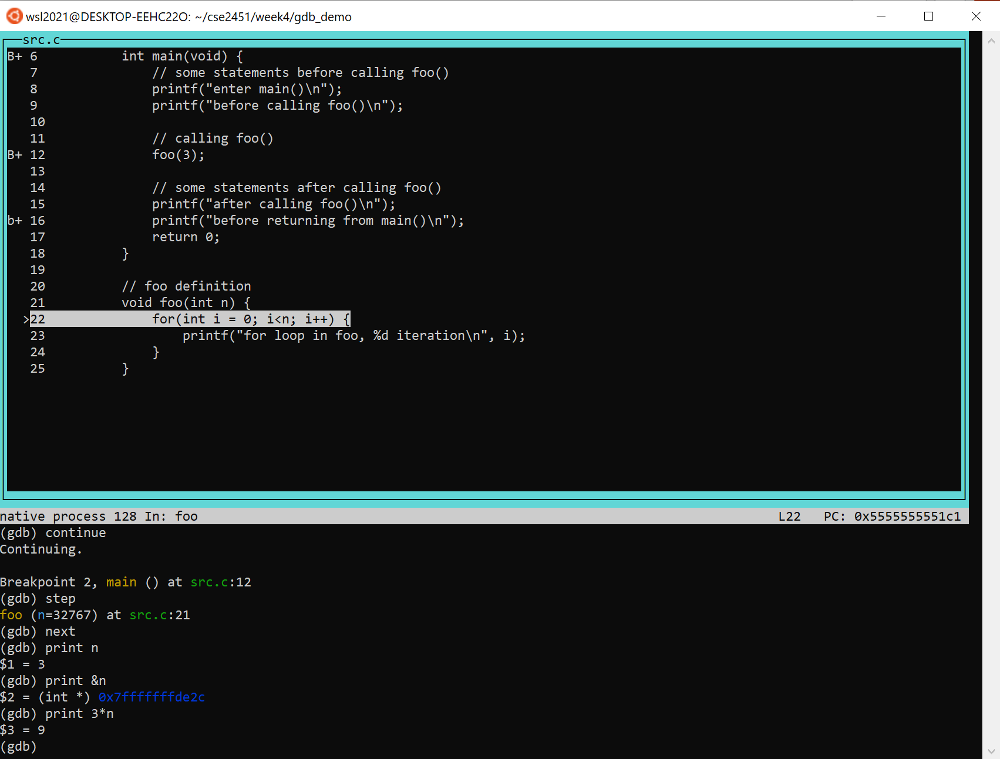 wsl2021@DESKTOP-EEHC22O: ~/cse2451/week4/gdb_demo
src.c
B+ 6          int main(void) {
   7              // some statements before calling foo()
   8              printf("enter main()\n");
   9              printf("before calling foo()\n");
   10
   11             // calling foo()
B+ 12             foo(3);
   13
   14             // some statements after calling foo()
   15             printf("after calling foo()\n");
b+ 16             printf("before returning from main()\n");
   17             return 0;
   18         }
   19
   20         // foo definition
   21         void foo(int n) {
  >22             for(int i = 0; i<n; i++) {
   23                 printf("for loop in foo, %d iteration\n", i);
   24             }
   25         }
native process 128 In: foo          L22   PC: 0x5555555551c1
(gdb) continue
Continuing.

Breakpoint 2, main () at src.c:12
(gdb) step
foo (n=32767) at src.c:21
(gdb) next
(gdb) print n
$1 = 3
(gdb) print &n
$2 = (int *) 0x7fffffffde2c
(gdb) print 3*n
$3 = 9
(gdb)